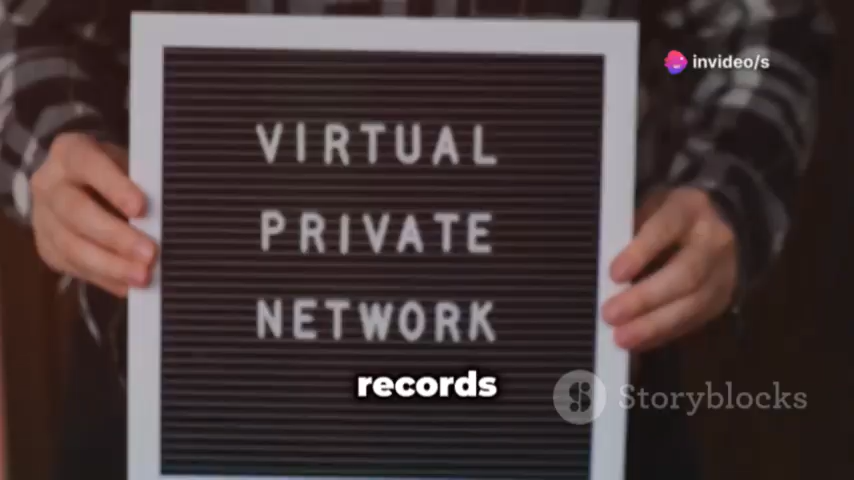 invideo/s
VIRTUAL
PRIVATE
NETWORK
records
Storyblocks